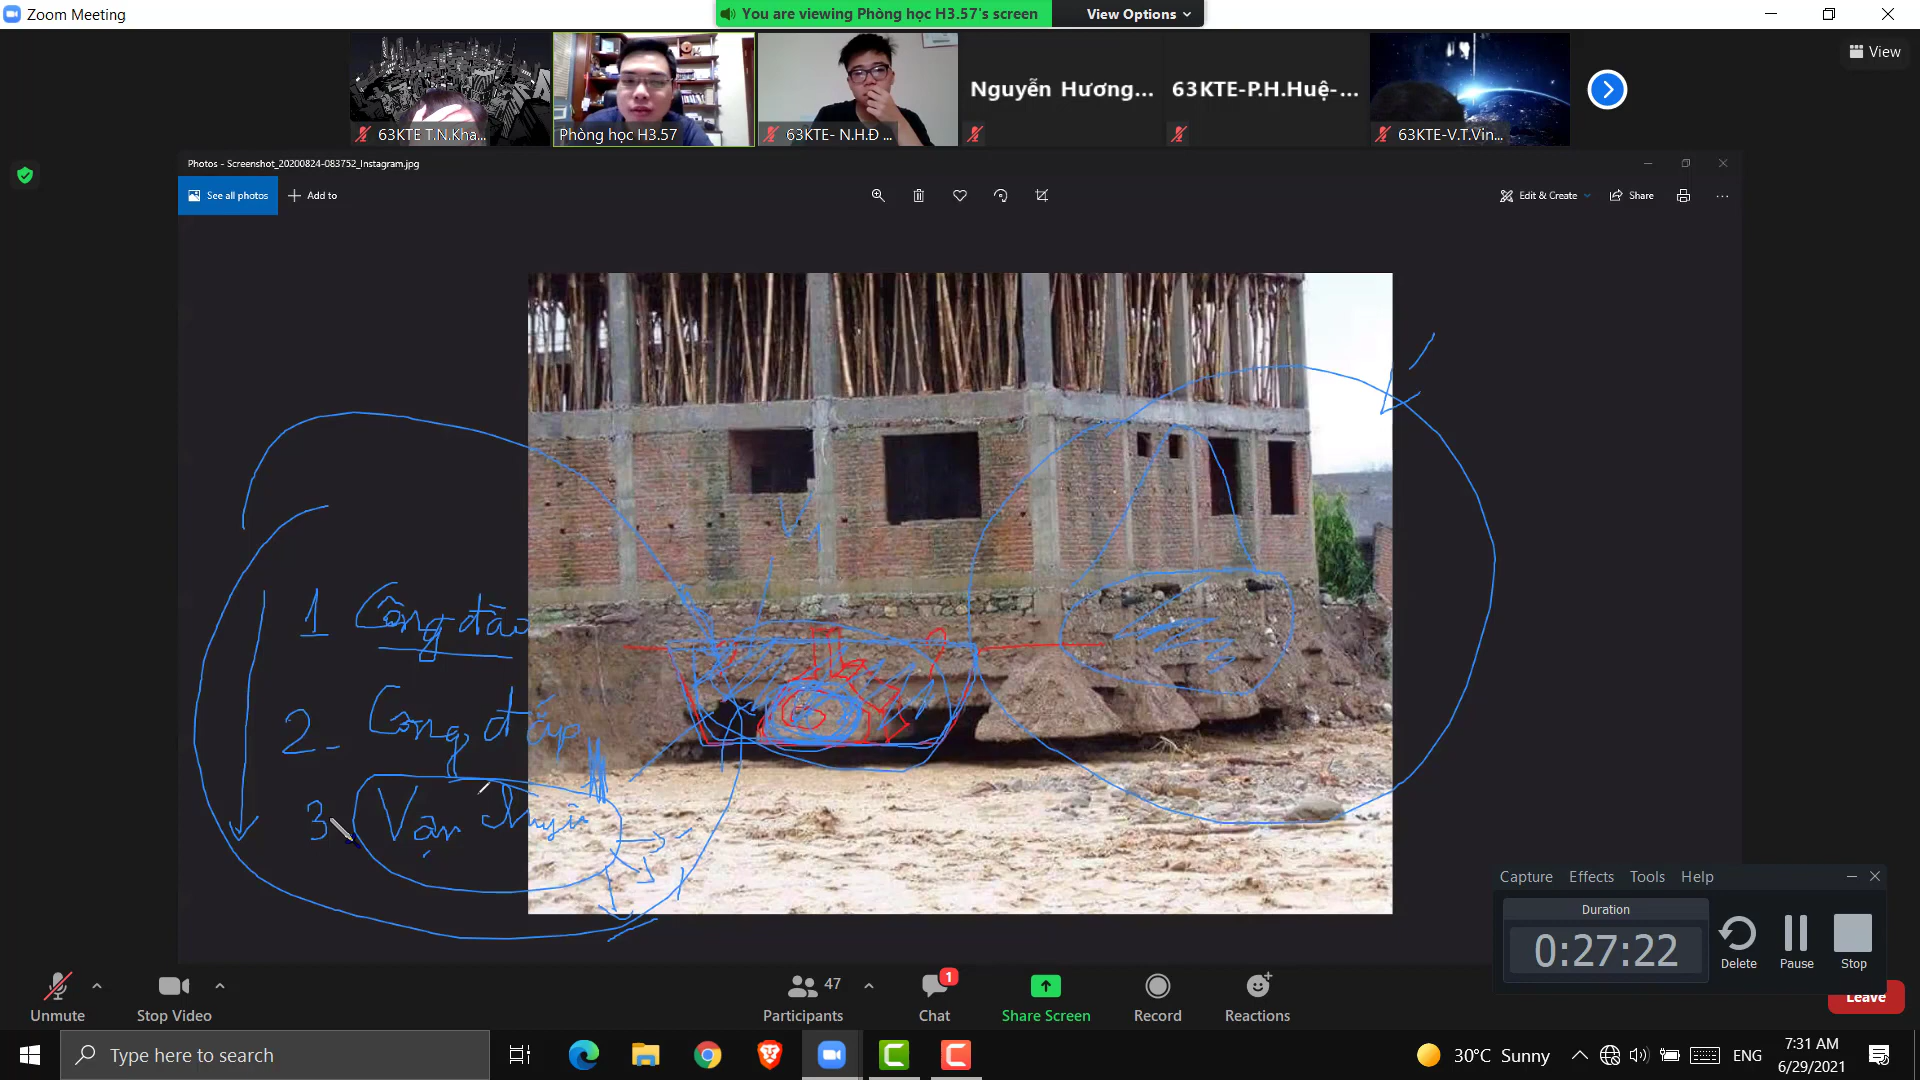 Zoom Meeting
You are viewing Phòng học H3.57's screen
View Options
View
63KTE T.N.Kha...
Phòng học H3.57
63KTE- N.H.Đ ...
Nguyễn Hương...
63KTE-P.H.Huệ-...
63KTE-V.T.Vin...
Photos - Screenshot_20200824-083752_Instagram.jpg
See all photos
Add to
Edit & Create
Share
1 Công đào
2- Công đắp
3 Vận chuyển
Capture Effects Tools Help
Duration
0:27:22
Delete
Pause
Stop
Unmute
Stop Video
47
Participants
1
Chat
Share Screen
Record
Reactions
Leave
Type here to search
30°C Sunny
ENG
7:31 AM
6/29/2021